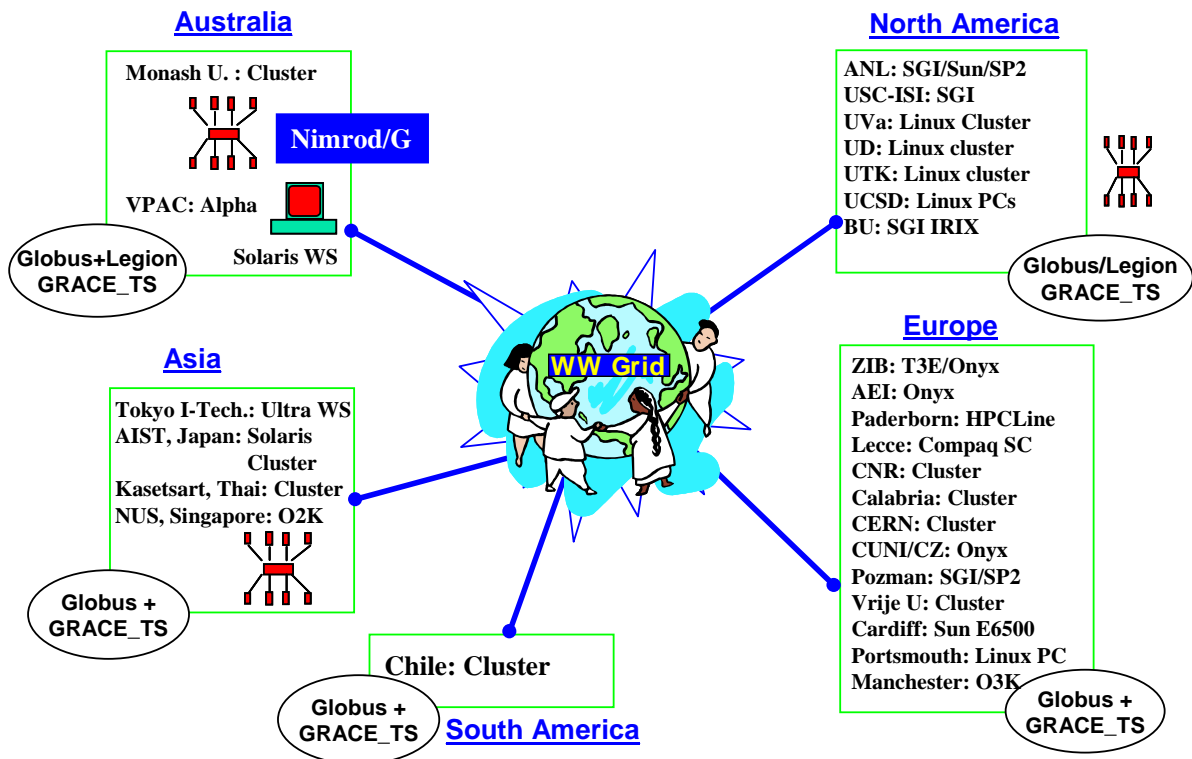 Australia
Monash U. : Cluster
Nimrod/G
VPAC: Alpha
Solaris WS
Globus+Legion
GRACE_TS
North America
ANL: SGI/Sun/SP2
USC-ISI: SGI
UVa: Linux Cluster
UD: Linux cluster
UTK: Linux cluster
UCSD: Linux PCs
BU: SGI IRIX
Globus/Legion
GRACE_TS
WW Grid
Asia
Tokyo I-Tech.: Ultra WS
AIST, Japan: Solaris
Cluster
Kasetsart, Thai: Cluster
NUS, Singapore: O2K
Globus +
GRACE_TS
Europe
ZIB: T3E/Onyx
AEI: Onyx
Paderborn: HPCLine
Lecce: Compaq SC
CNR: Cluster
Calabria: Cluster
CERN: Cluster
CUNI/CZ: Onyx
Pozman: SGI/SP2
Vrije U: Cluster
Cardiff: Sun E6500
Portsmouth: Linux PC
Manchester: O3K
Globus +
GRACE_TS
Chile: Cluster
Globus +
GRACE_TS
South America